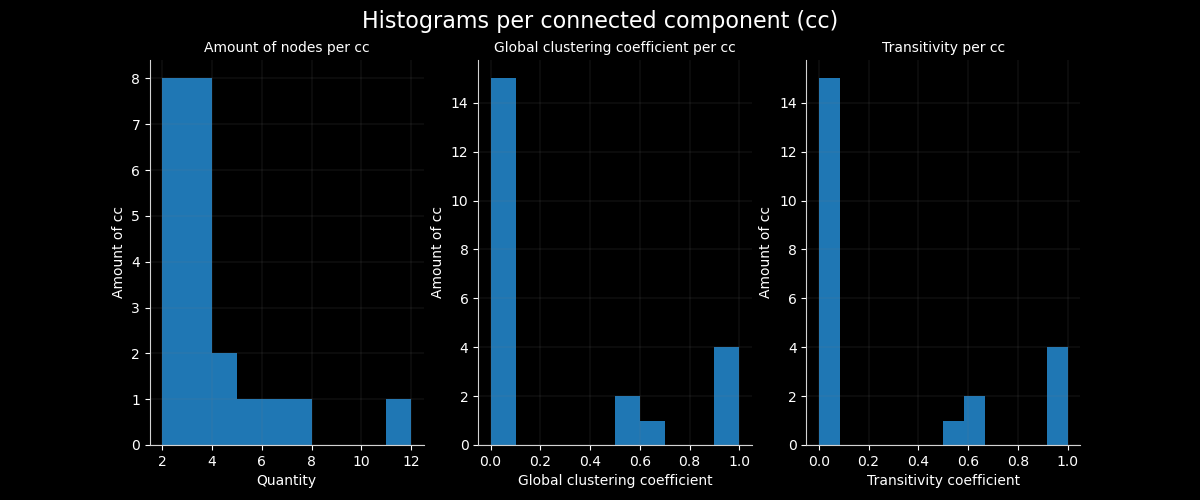 Histograms per connected component (cc)
Amount of nodes per cc
Amount of cc
8
7
6
5
4
3
2
1
0
2 4 6 8 10 12
Quantity
Global clustering coefficient per cc
Amount of cc
14
12
10
8
6
4
2
0
0.0 0.2 0.4 0.6 0.8 1.0
Global clustering coefficient
Transitivity per cc
Amount of cc
14
12
10
8
6
4
2
0
0.0 0.2 0.4 0.6 0.8 1.0
Transitivity coefficient